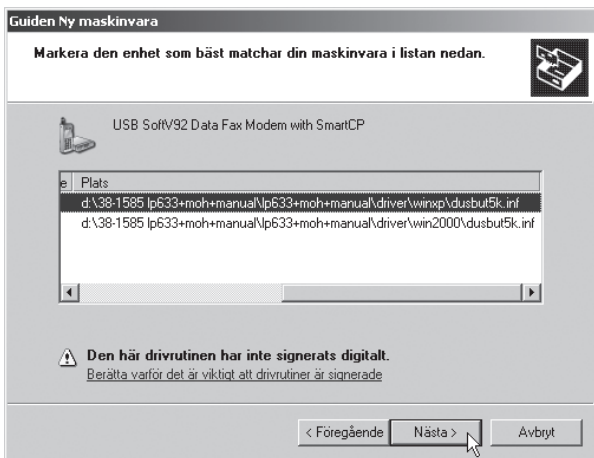 Guiden Ny maskinvara
Markera den enhet som bäst matchar din maskinvara i listan nedan.
USB SoftV92 Data Fax Modem with SmartCP
e Plats
d:\38-1585 lp633+moh+manual\lp633+moh+manual\driver\winxp\dusbut5k.inf
d:\38-1585 lp633+moh+manual\lp633+moh+manual\driver\win2000\dusbut5k.inf
Den här drivrutinen har inte signerats digitalt.
Berätta varför det är viktigt att drivrutiner är signerade
< Föregående Nästa > Avbryt